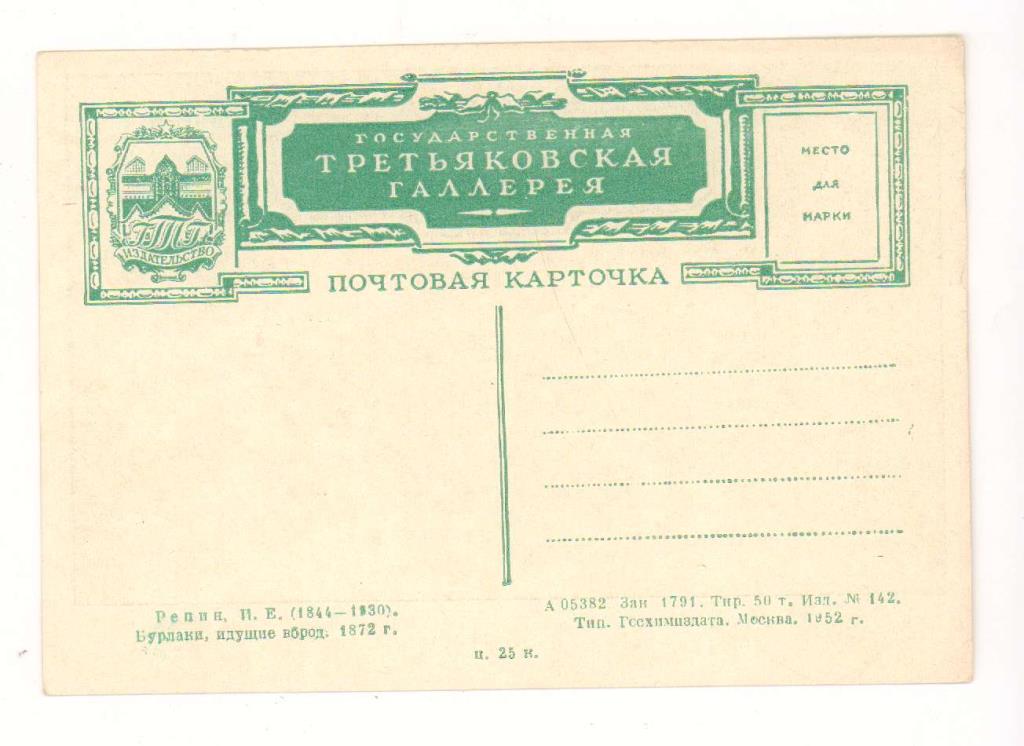 ГОСУДАРСТВЕННАЯ
ТРЕТЬЯКОВСКАЯ
ГАЛЛЕРЕЯ
ГТГ
ИЗДАТЕЛЬСТВО
МЕСТО
ДЛЯ
МАРКИ
ПОЧТОВАЯ КАРТОЧКА
Репин, И. Е. (1844—1930).
Бурлаки, идущие вброд. 1872 г.
А 05382 Зак 1791. Тир. 50 т. Изд. № 142.
Тип. Госхимиздата. Москва. 1952 г.
ц. 25 к.